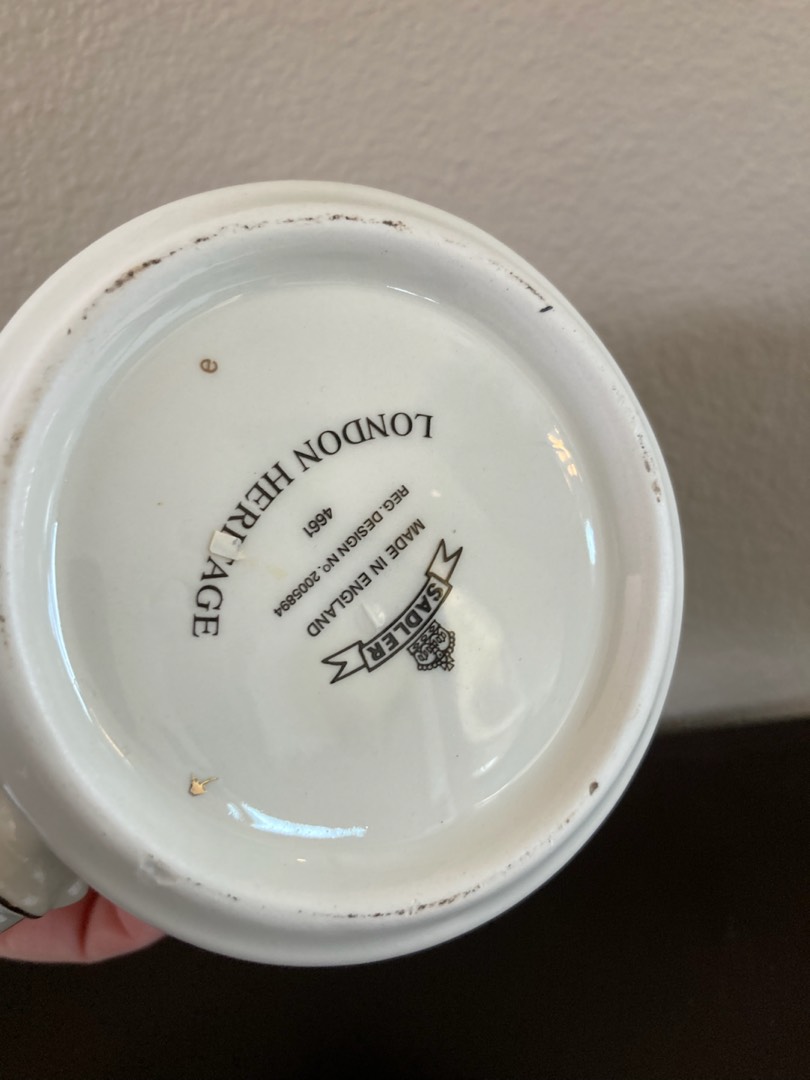 SADLER
MADE IN ENGLAND
REG. DESIGN Nº. 2005894
4661
LONDON HERITAGE
e